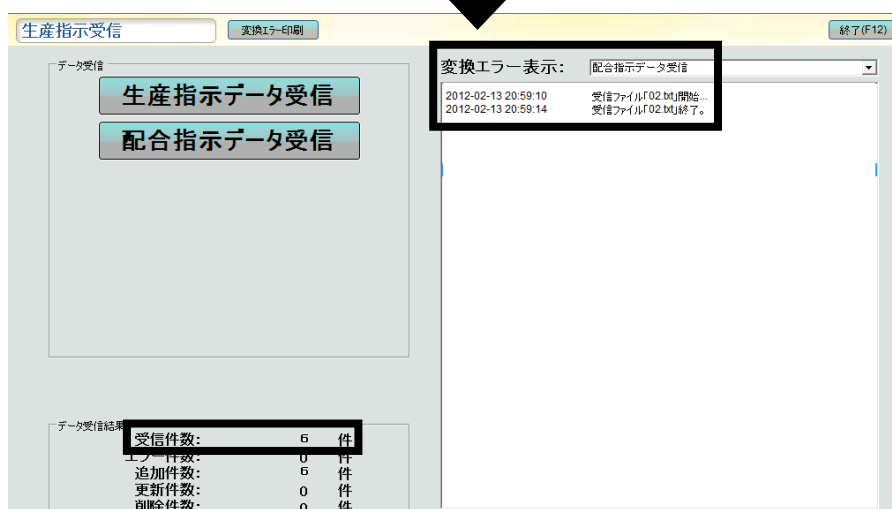 生産指示受信
変換エラー印刷
終了(F12)
データ受信
生産指示データ受信
配合指示データ受信
変換エラー表示:
配合指示データ受信
2012-02-13 20:59:10 受信ファイル「02.txt」開始...
2012-02-13 20:59:14 受信ファイル「02.txt」終了。
データ受信結果
受信件数: 6 件
エラー件数: 0 件
追加件数: 6 件
更新件数: 0 件
削除件数: 0 件